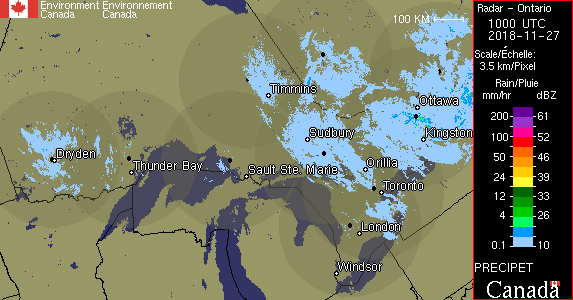 Environment Environnement
Canada Canada
100 KM
Timmins
Ottawa
Sudbury
Kingston
Dryden
Thunder Bay
Sault Ste. Marie
Orillia
Toronto
London
Windsor
Radar - Ontario
1000 UTC
2018-11-27
Scale/Échelle:
3.5 km/Pixel
Rain/Pluie
mm/hr dBZ
200 61
100 52
50 46
24 39
12 33
4 26
1 20
0.1 10
PRECIPET
Canada